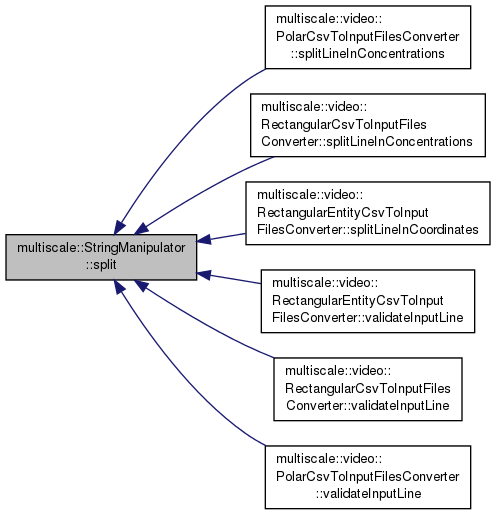 multiscale::video::
PolarCsvToInputFilesConverter
::splitLineInConcentrations
multiscale::video::
RectangularCsvToInputFiles
Converter::splitLineInConcentrations
multiscale::video::
RectangularEntityCsvToInput
FilesConverter::splitLineInCoordinates
multiscale::StringManipulator
::split
multiscale::video::
RectangularEntityCsvToInput
FilesConverter::validateInputLine
multiscale::video::
RectangularCsvToInputFiles
Converter::validateInputLine
multiscale::video::
PolarCsvToInputFilesConverter
::validateInputLine